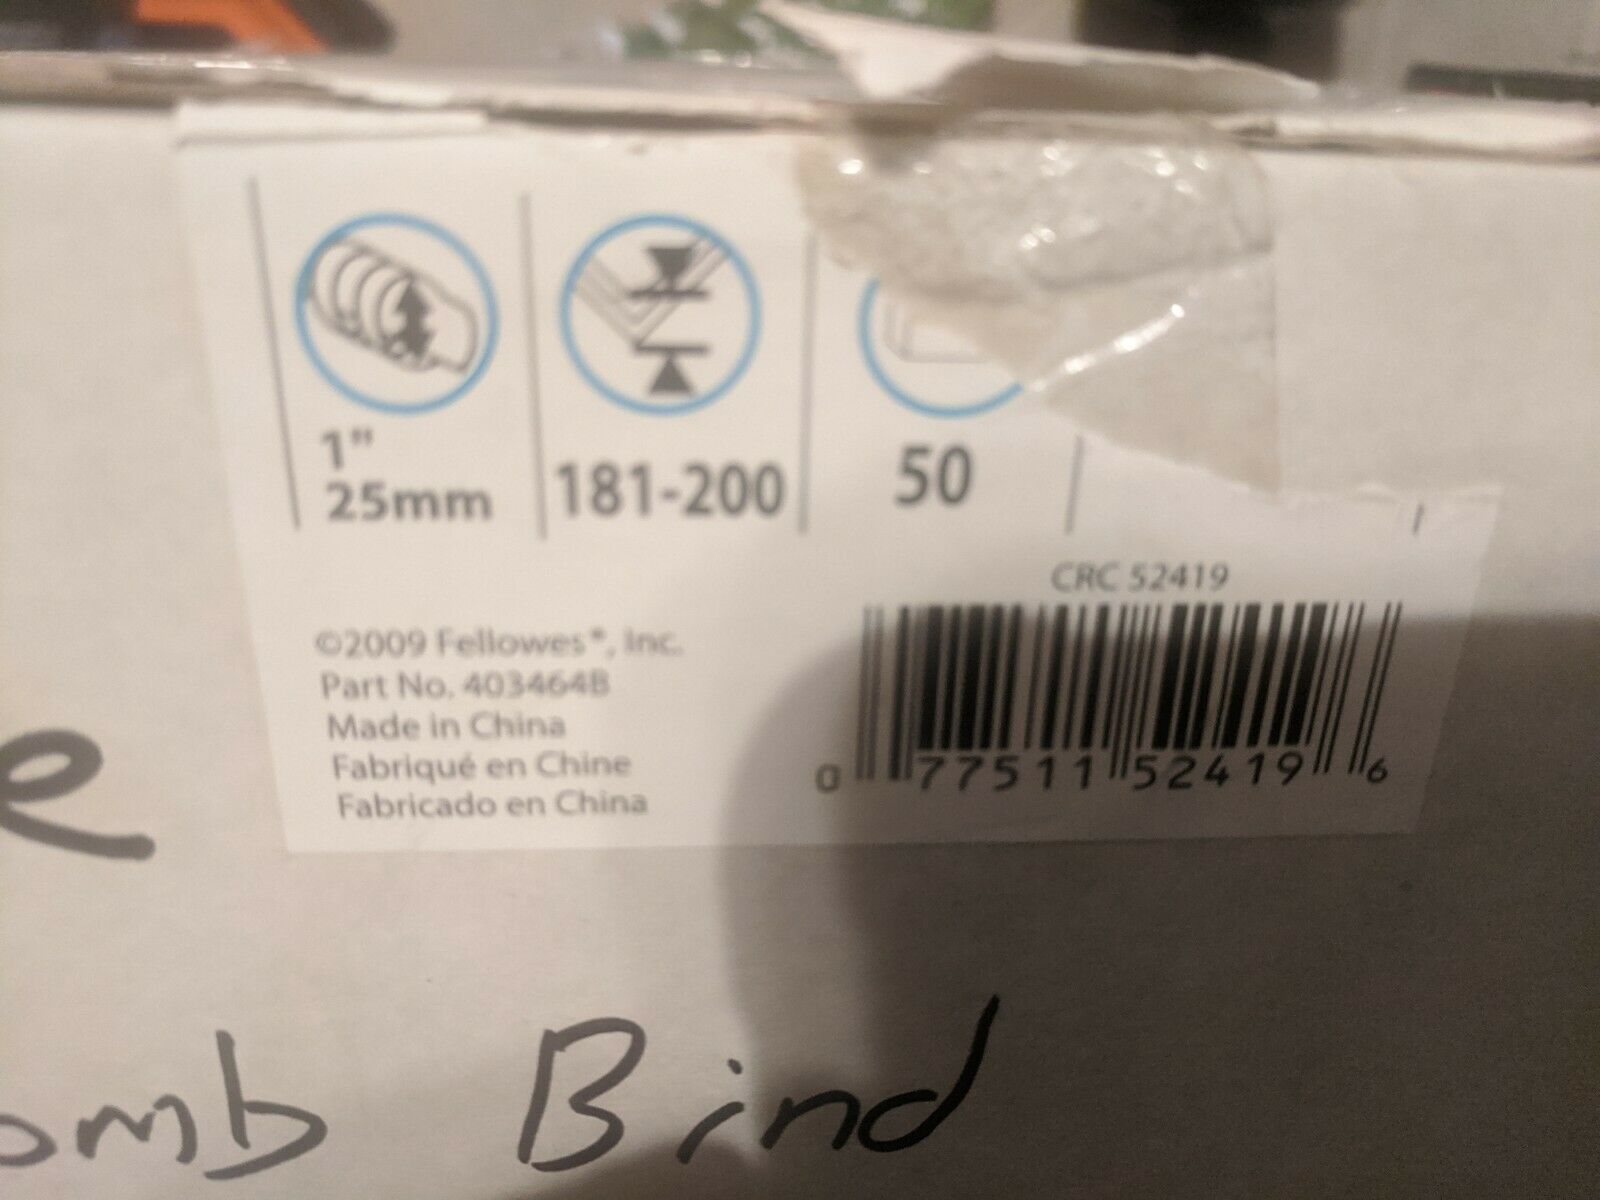 1"
25mm
181-200
50
CRC 52419
©2009 Fellowes®, Inc.
Part No. 403464B
Made in China
Fabriqué en Chine
Fabricado en China
0 77511 52419 6
e
omb Bind